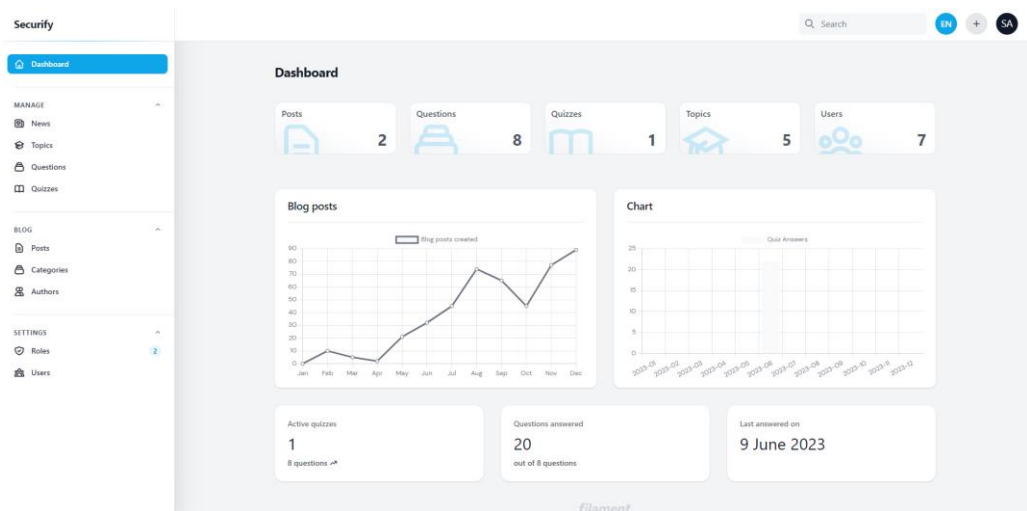 Securify
Search
EN
+
SA
Dashboard
MANAGE
News
Topics
Questions
Quizzes
BLOG
Posts
Categories
Authors
SETTINGS
Roles 2
Users
Dashboard
Posts
2
Questions
8
Quizzes
1
Topics
5
Users
7
Blog posts
Blog posts created
90
80
70
60
50
40
30
20
10
0
Jan Feb Mar Apr May Jun Jul Aug Sep Oct Nov Dec
Chart
Quiz Answers
25
20
15
10
5
0
2023-01 2023-02 2023-03 2023-04 2023-05 2023-06 2023-07 2023-08 2023-09 2023-10 2023-11 2023-12
Active quizzes
1
8 questions
Questions answered
20
out of 8 questions
Last answered on
9 June 2023
filament